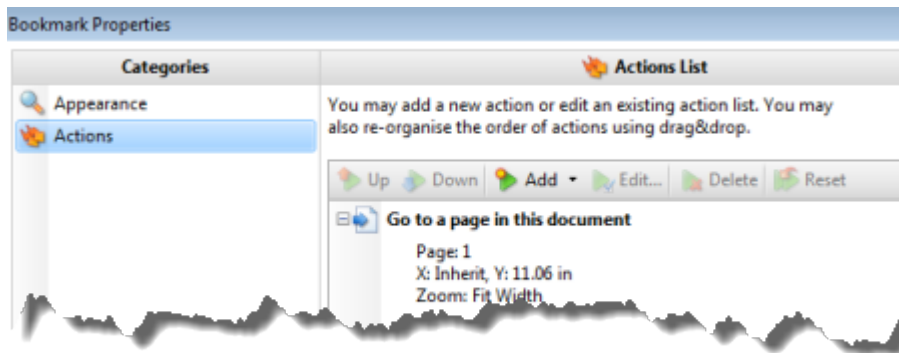 Bookmark Properties
Categories
Actions List
Appearance
Actions
You may add a new action or edit an existing action list. You may
also re-organise the order of actions using drag&drop.
Up Down Add Edit... Delete Reset
Go to a page in this document
Page: 1
X: Inherit, Y: 11.06 in
Zoom: Fit Width